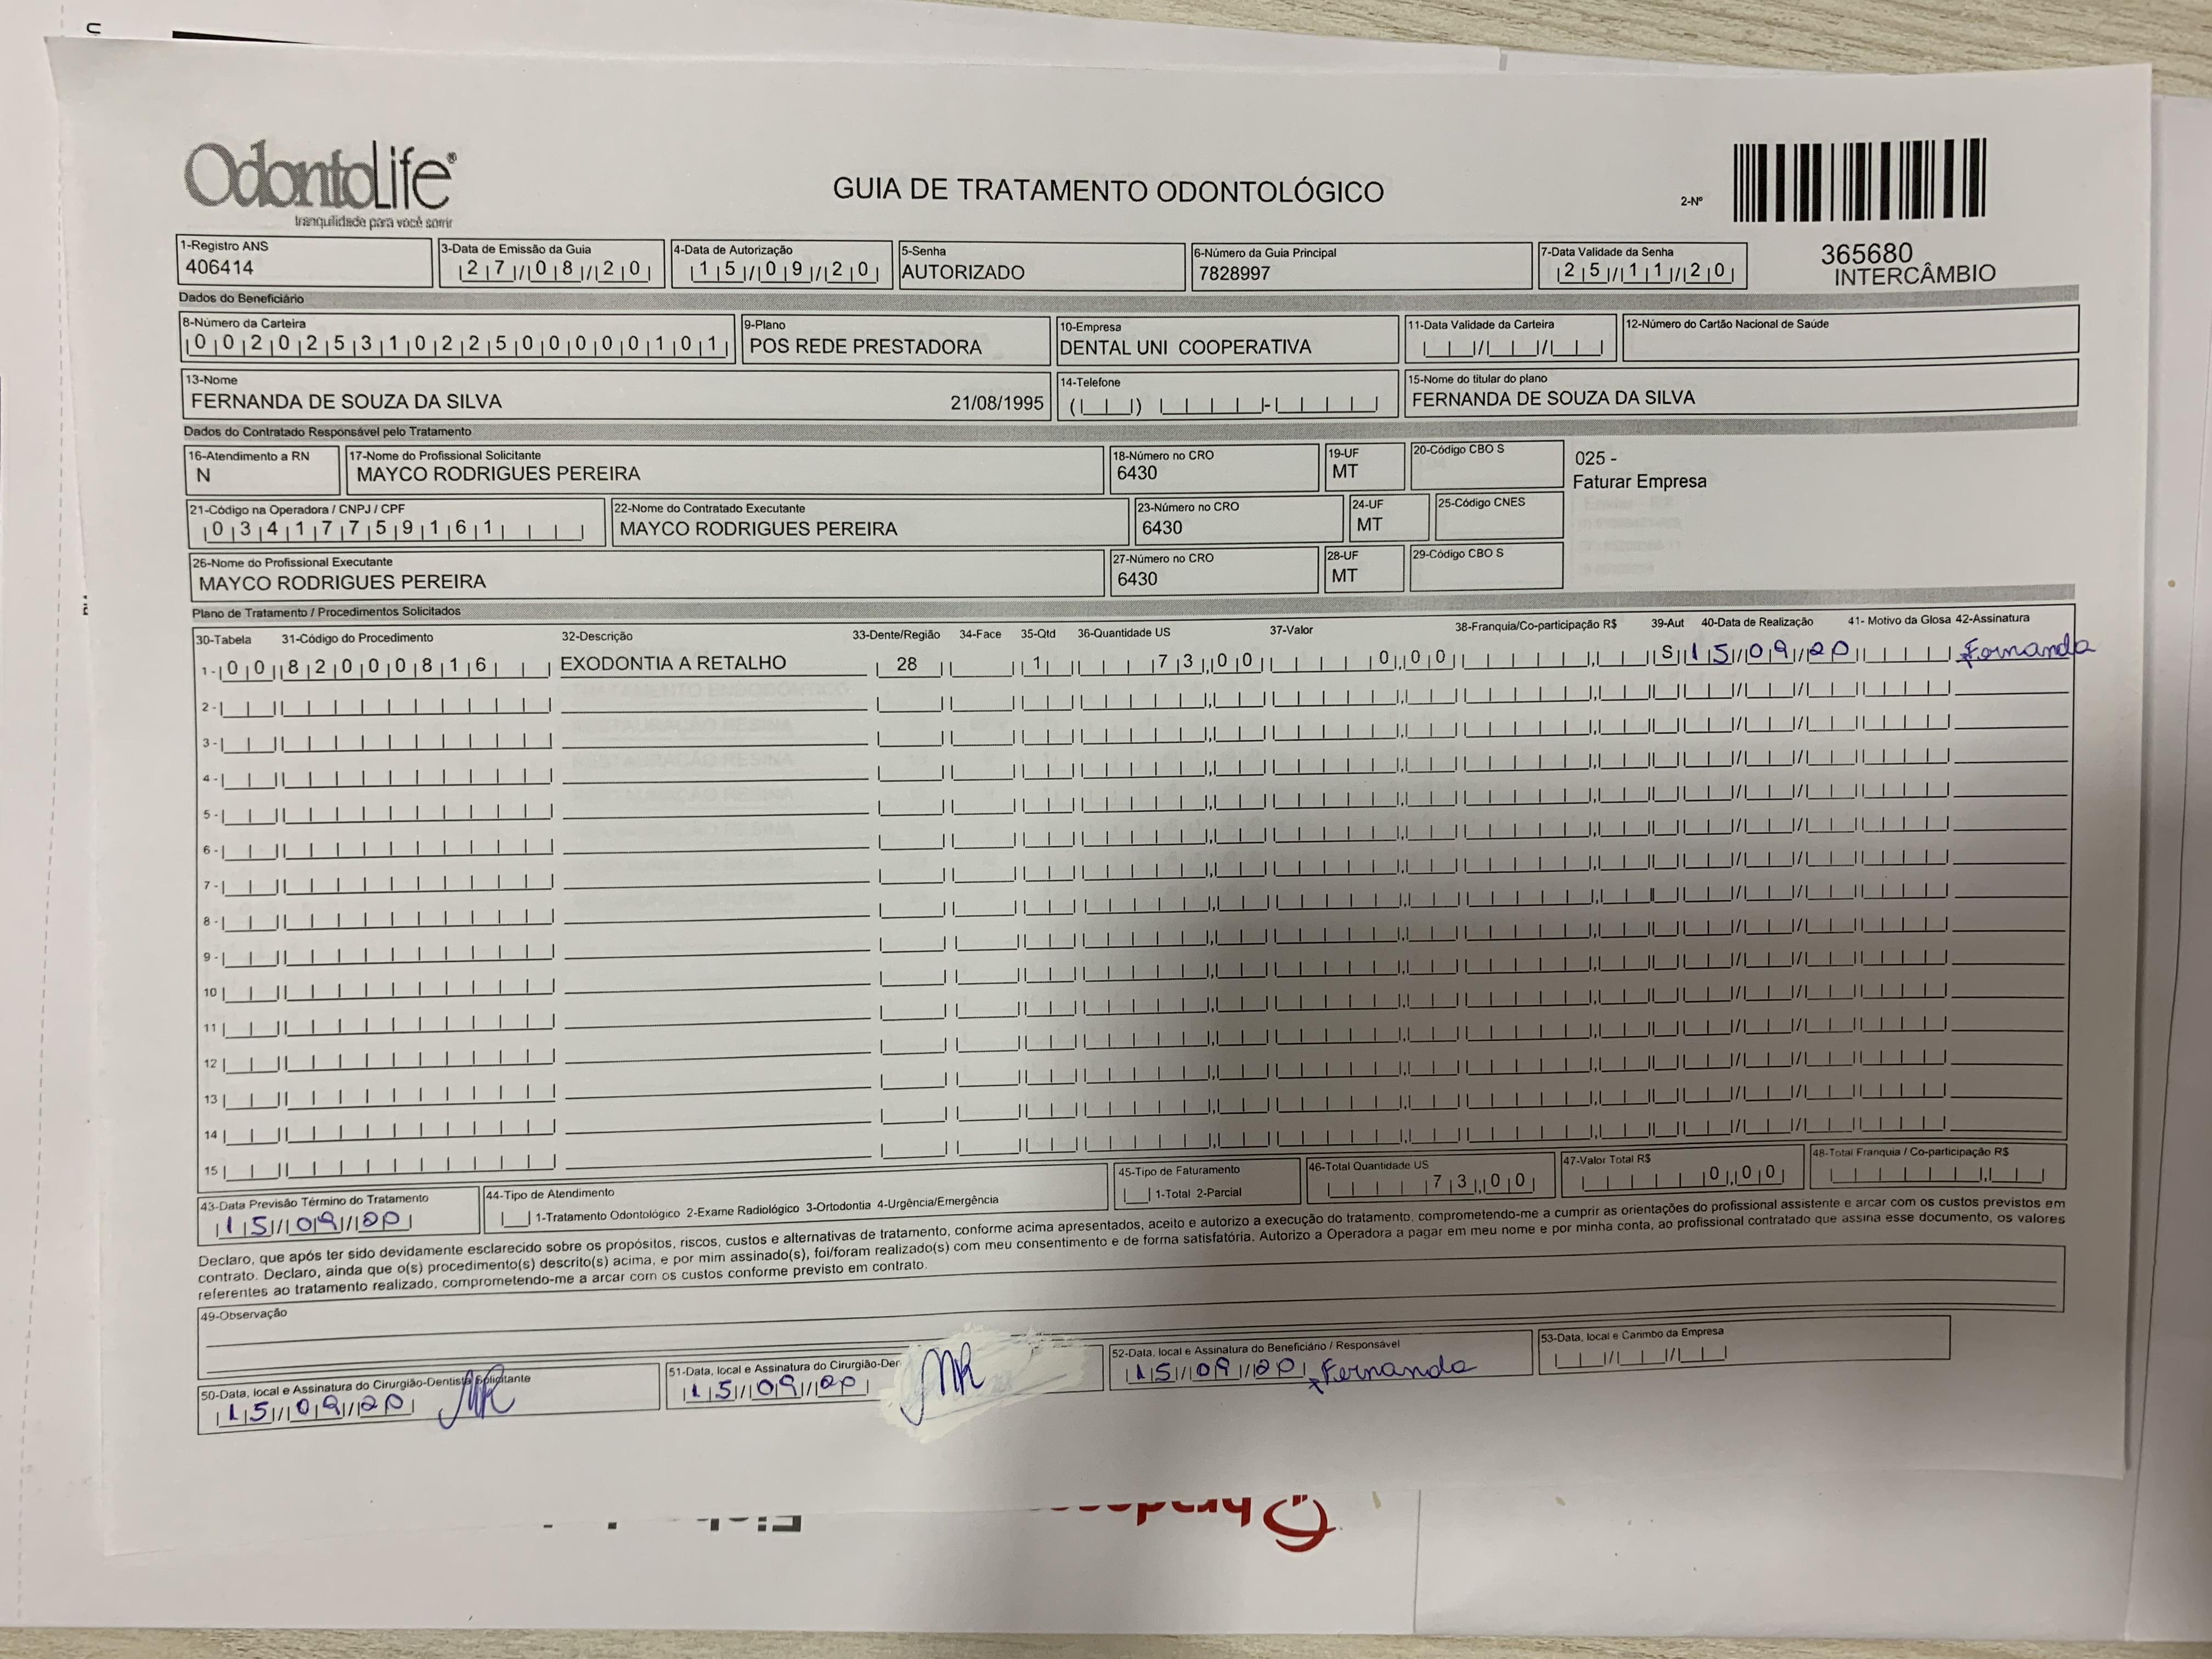 OdontoLife®
tranquilidade para você sorrir
GUIA DE TRATAMENTO ODONTOLÓGICO
2-Nº
365680
INTERCÂMBIO
1-Registro ANS
406414
3-Data de Emissão da Guia
27/08/20
4-Data de Autorização
15/09/20
5-Senha
AUTORIZADO
6-Número da Guia Principal
7828997
7-Data Validade da Senha
25/11/20
Dados do Beneficiário
8-Número da Carteira
00202531022500000101
9-Plano
POS REDE PRESTADORA
10-Empresa
DENTAL UNI COOPERATIVA
11-Data Validade da Carteira
12-Número do Cartão Nacional de Saúde
13-Nome
FERNANDA DE SOUZA DA SILVA 21/08/1995
14-Telefone
15-Nome do titular do plano
FERNANDA DE SOUZA DA SILVA
Dados do Contratado Responsável pelo Tratamento
16-Atendimento a RN
N
17-Nome do Profissional Solicitante
MAYCO RODRIGUES PEREIRA
18-Número no CRO
6430
19-UF
MT
20-Código CBO S
025 -
Faturar Empresa
21-Código na Operadora / CNPJ / CPF
03417759161
22-Nome do Contratado Executante
MAYCO RODRIGUES PEREIRA
23-Número no CRO
6430
24-UF
MT
25-Código CNES
26-Nome do Profissional Executante
MAYCO RODRIGUES PEREIRA
27-Número no CRO
6430
28-UF
MT
29-Código CBO S
Plano de Tratamento / Procedimentos Solicitados
30-Tabela 31-Código do Procedimento 32-Descrição 33-Dente/Região 34-Face 35-Qtd 36-Quantidade US 37-Valor 38-Franquia/Co-participação R$ 39-Aut 40-Data de Realização 41- Motivo da Glosa 42-Assinatura
1- 00 82000816 EXODONTIA A RETALHO 28 1 73,00 0,00 S 15/09/20 Fernanda
2-
3-
4-
5-
6-
7-
8-
9-
10
11
12
13
14
15
43-Data Previsão Término do Tratamento
15/09/20
44-Tipo de Atendimento
1-Tratamento Odontológico 2-Exame Radiológico 3-Ortodontia 4-Urgência/Emergência
45-Tipo de Faturamento
1-Total 2-Parcial
46-Total Quantidade US
73,00
47-Valor Total R$
0,00
48-Total Franquia / Co-participação R$
Declaro, que após ter sido devidamente esclarecido sobre os propósitos, riscos, custos e alternativas de tratamento, conforme acima apresentados, aceito e autorizo a execução do tratamento, comprometendo-me a cumprir as orientações do profissional assistente e arcar com os custos previstos em
contrato. Declaro, ainda que o(s) procedimento(s) descrito(s) acima, e por mim assinado(s), foi/foram realizado(s) com meu consentimento e de forma satisfatória. Autorizo a Operadora a pagar em meu nome e por minha conta, ao profissional contratado que assina esse documento, os valores
referentes ao tratamento realizado, comprometendo-me a arcar com os custos conforme previsto em contrato.
49-Observação
50-Data, local e Assinatura do Cirurgião-Dentista Solicitante
15/09/20 MR
51-Data, local e Assinatura do Cirurgião-Den
15/09/20 MR
52-Data, local e Assinatura do Beneficiário / Responsável
15/09/20 x Fernanda
53-Data, local e Carimbo da Empresa